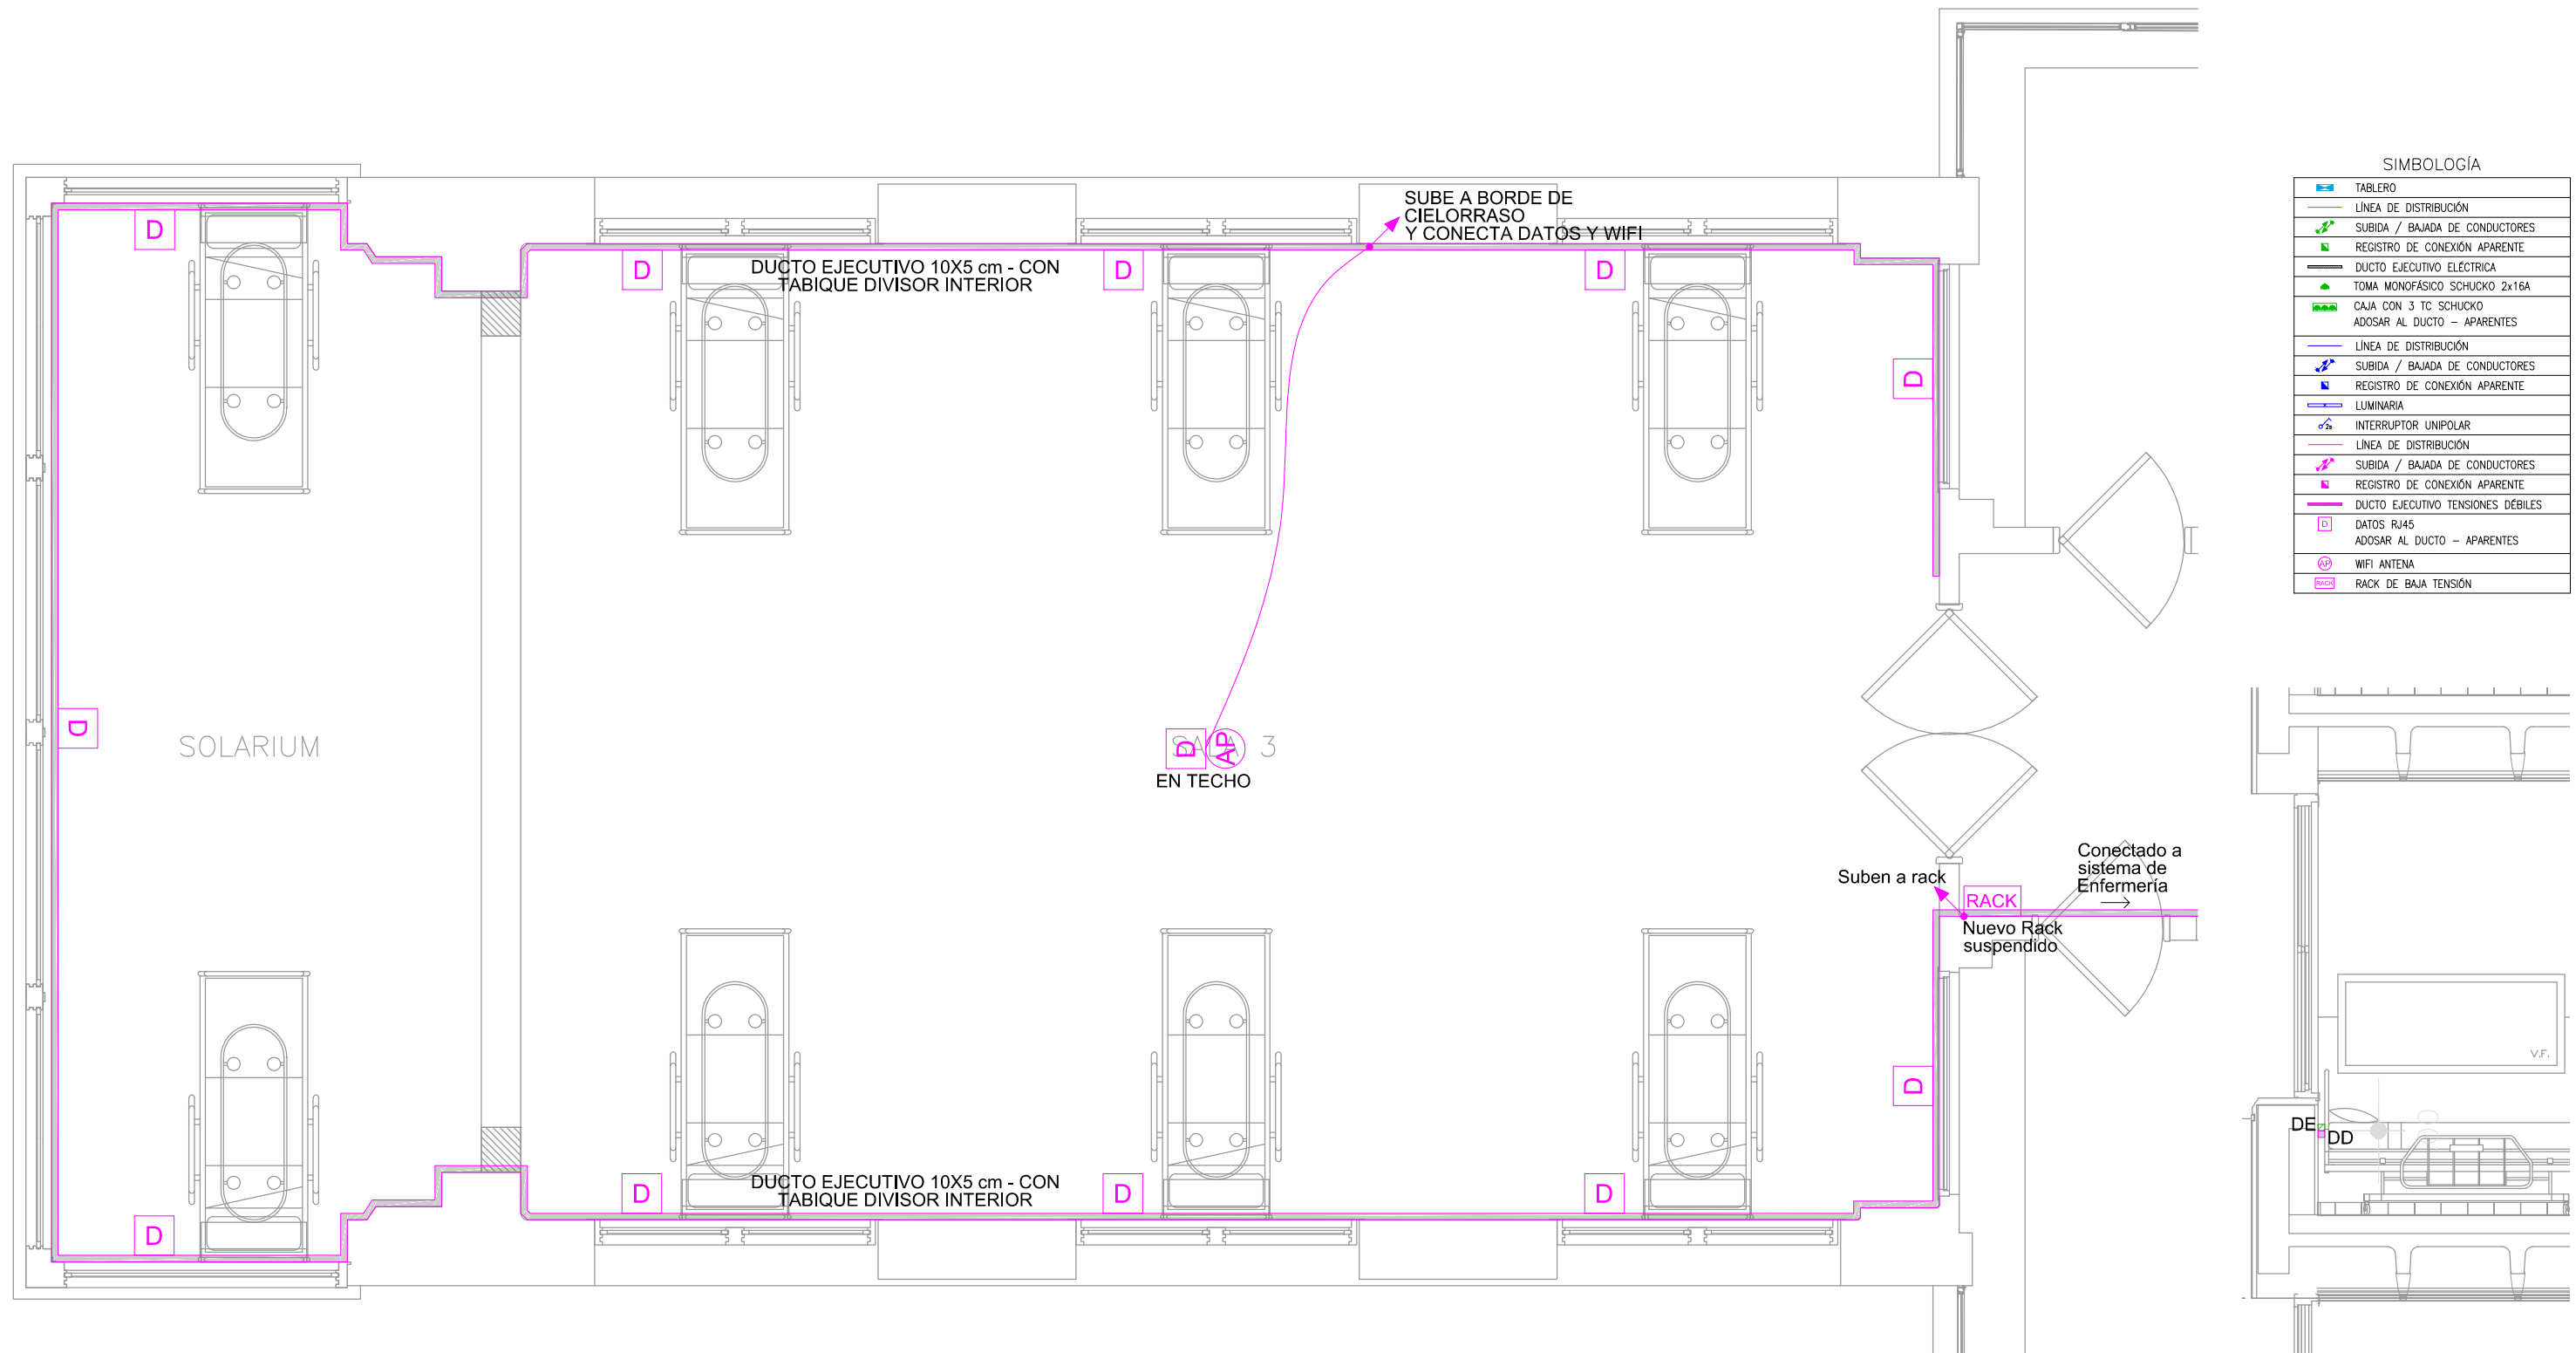 SUBE A BORDE DE
CIELORRASO
Y CONECTA DATOS Y WIFI
D
D
D
D
DUCTO EJECUTIVO 10X5 cm - CON
TABIQUE DIVISOR INTERIOR
D
D
SOLARIUM
SALA 3
D
AP
EN TECHO
Suben a rack
RACK
Nuevo Rack
suspendido
Conectado a
sistema de
Enfermería
D
DUCTO EJECUTIVO 10X5 cm - CON
TABIQUE DIVISOR INTERIOR
D
D
D
D
SIMBOLOGÍA
TABLERO
LÍNEA DE DISTRIBUCIÓN
SUBIDA / BAJADA DE CONDUCTORES
REGISTRO DE CONEXIÓN APARENTE
DUCTO EJECUTIVO ELÉCTRICA
TOMA MONOFÁSICO SCHUCKO 2x16A
CAJA CON 3 TC SCHUCKO
ADOSAR AL DUCTO - APARENTES
LÍNEA DE DISTRIBUCIÓN
SUBIDA / BAJADA DE CONDUCTORES
REGISTRO DE CONEXIÓN APARENTE
LUMINARIA
INTERRUPTOR UNIPOLAR
LÍNEA DE DISTRIBUCIÓN
SUBIDA / BAJADA DE CONDUCTORES
REGISTRO DE CONEXIÓN APARENTE
DUCTO EJECUTIVO TENSIONES DÉBILES
D DATOS RJ45
ADOSAR AL DUCTO - APARENTES
AP WIFI ANTENA
RACK RACK DE BAJA TENSIÓN
V.F.
DE
DD